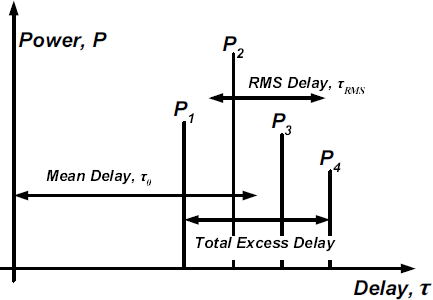 Power, P
P2
RMS Delay, τRMS
P1
P3
P4
Mean Delay, τ0
Total Excess Delay
Delay, τ